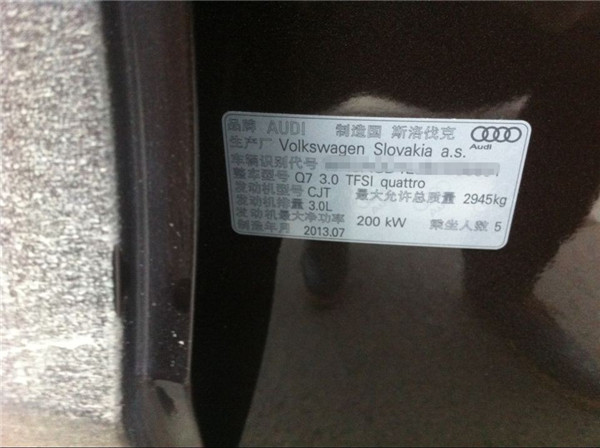 品牌 AUDI 制造国 斯洛伐克
Audi
生产厂 Volkswagen Slovakia a.s.
车辆识别代号
整车型号 Q7 3.0 TFSI quattro
发动机型号 CJT 最大允许总质量 2945kg
发动机排量 3.0L
发动机最大净功率 200 kW 乘坐人数 5
制造年月 2013.07